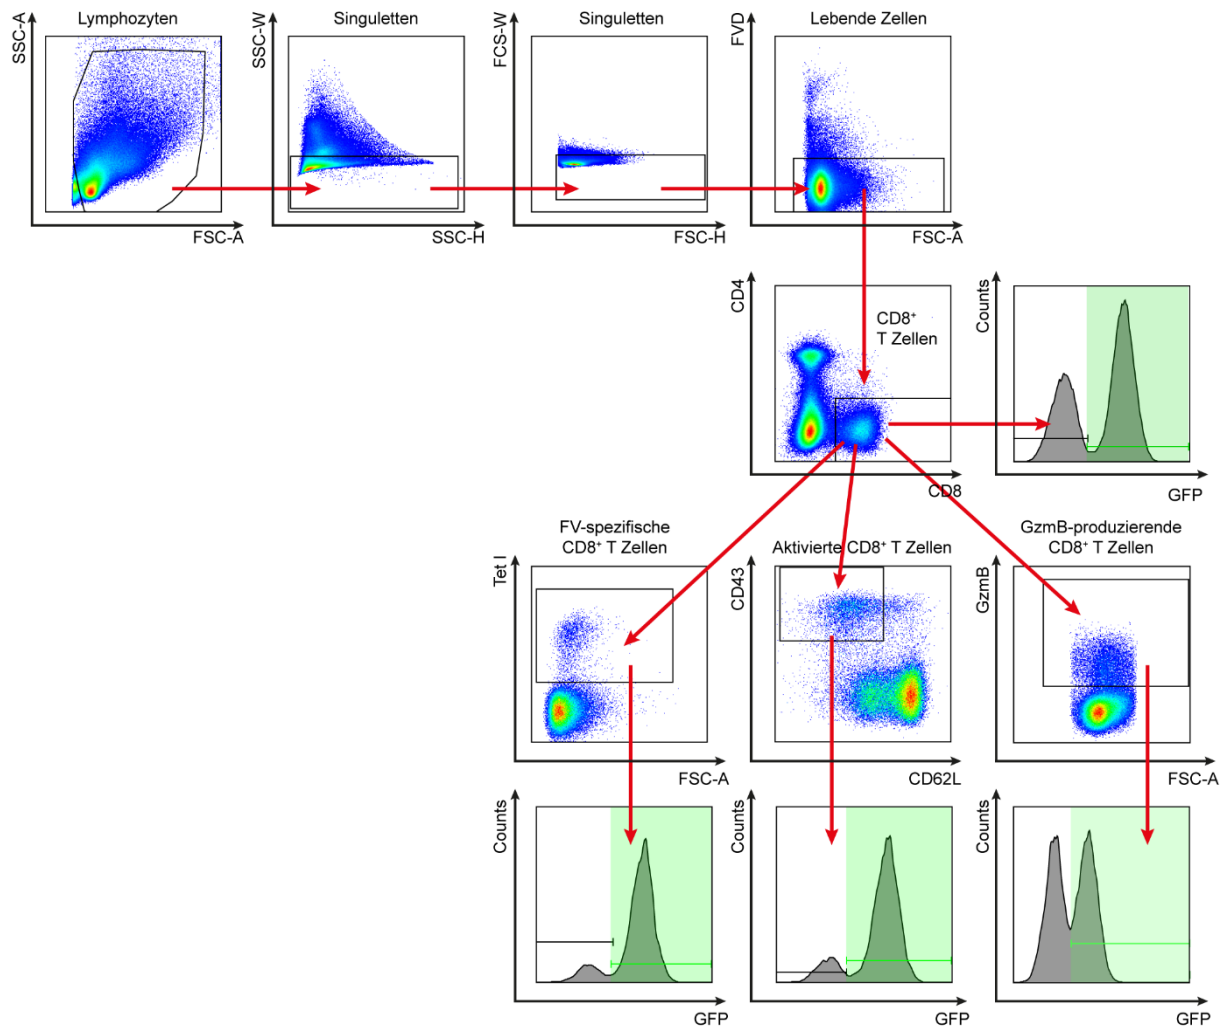 Lymphozyten
SSC-A
FSC-A
Singuletten
SSC-W
SSC-H
Singuletten
FCS-W
FSC-H
Lebende Zellen
FVD
FSC-A
CD4
CD8⁺
T Zellen
CD8
Counts
GFP
FV-spezifische
CD8⁺ T Zellen
Tet I
FSC-A
Aktivierte CD8⁺ T Zellen
CD43
CD62L
GzmB-produzierende
CD8⁺ T Zellen
GzmB
FSC-A
Counts
GFP
Counts
GFP
Counts
GFP